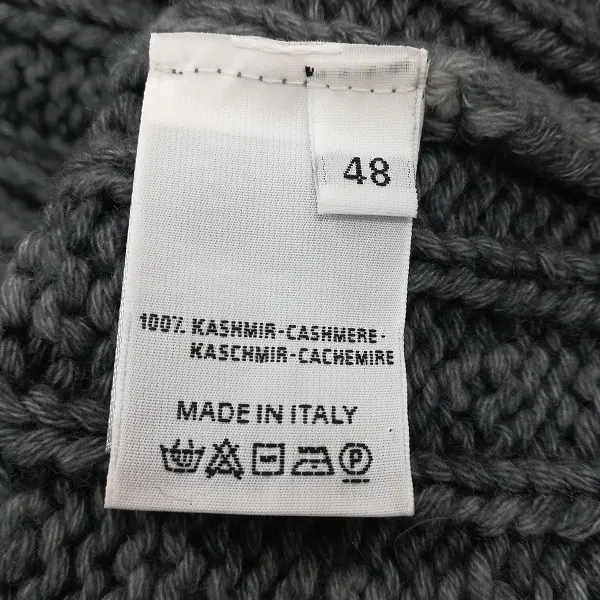 48
100% KASHMIR-CASHMERE-
KASCHMIR-CACHEMIRE
MADE IN ITALY
P